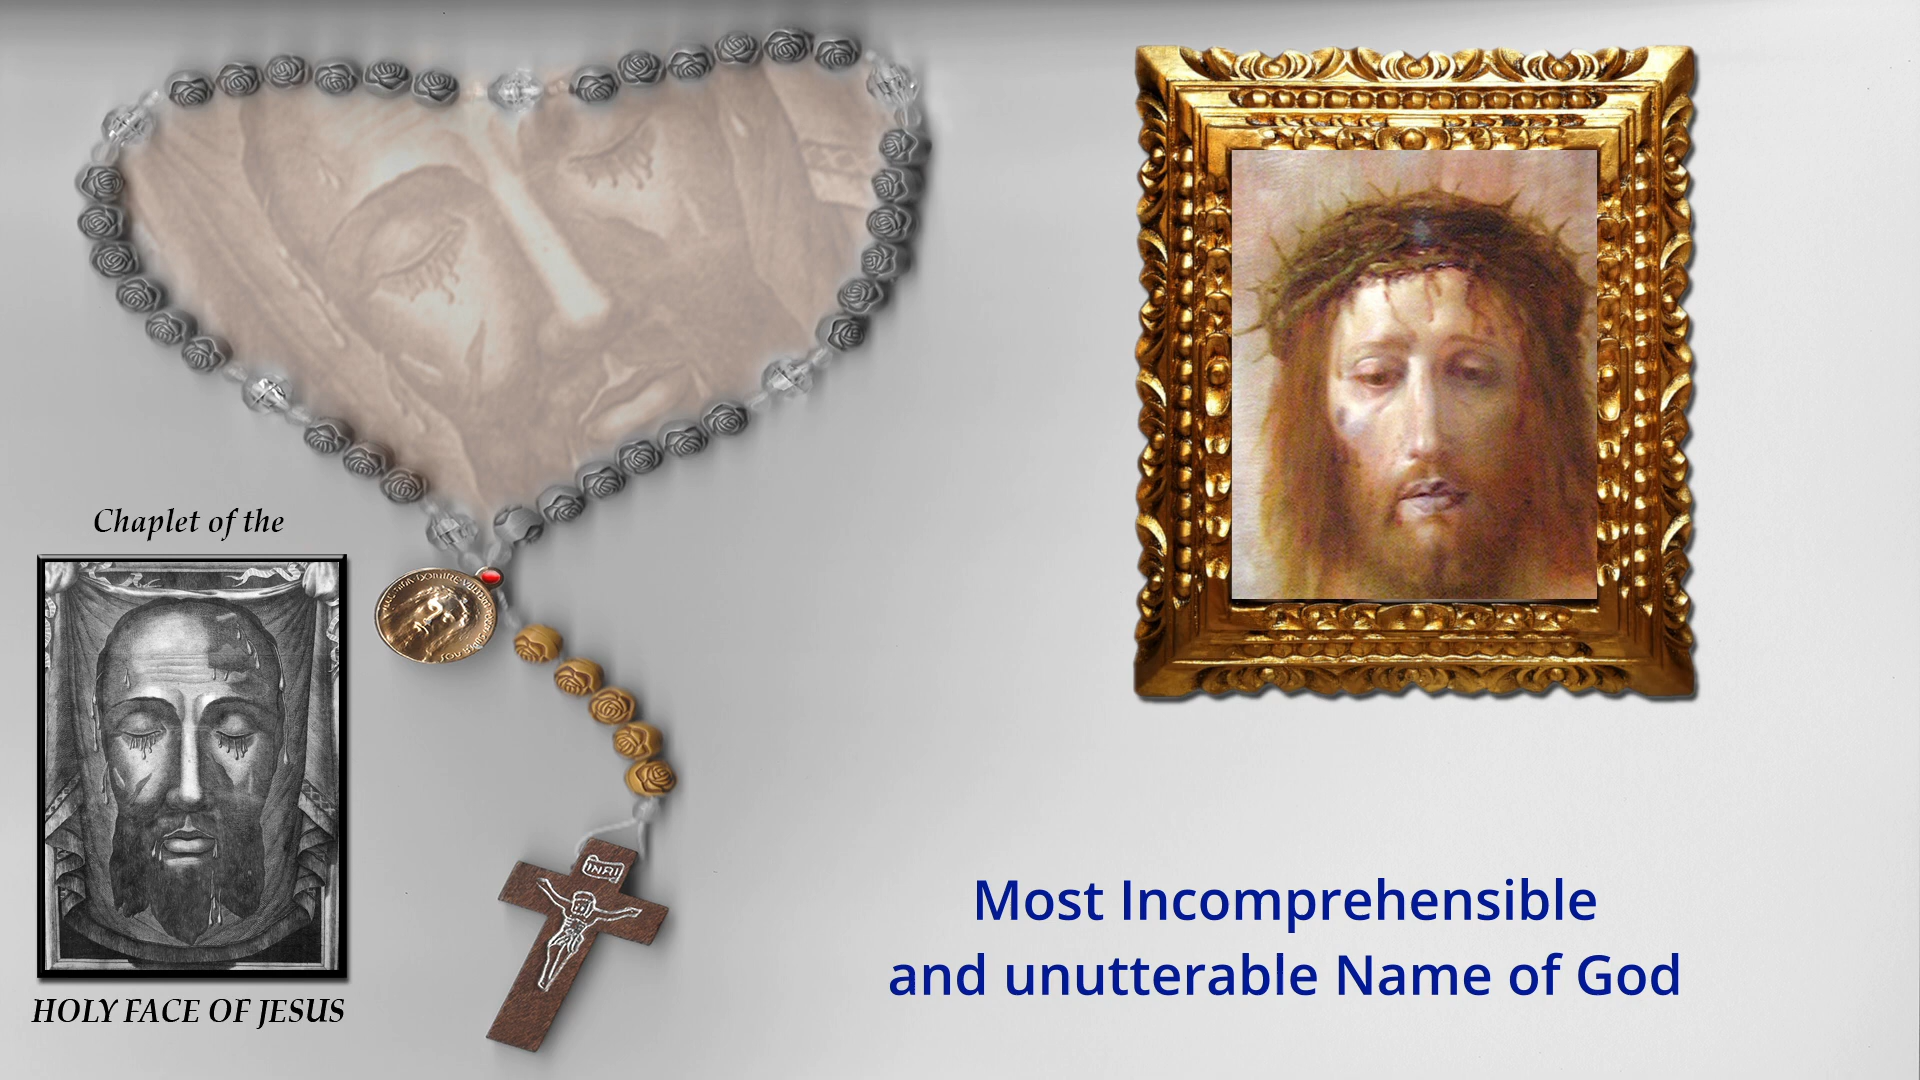 Chaplet of the
HOLY FACE OF JESUS
INRI
Most Incomprehensible
and unutterable Name of God